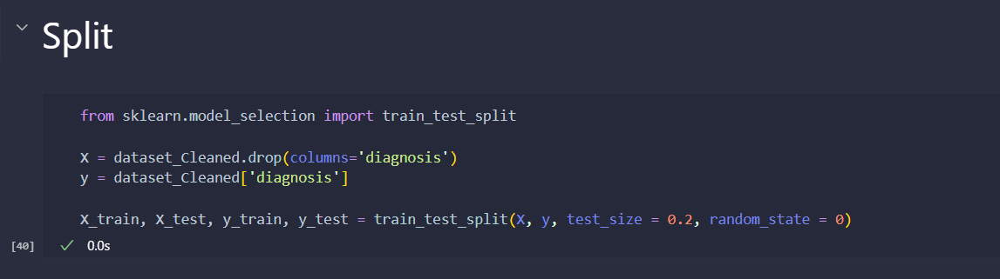 Split
from sklearn.model_selection import train_test_split
X = dataset_Cleaned.drop(columns='diagnosis')
y = dataset_Cleaned['diagnosis']
X_train, X_test, y_train, y_test = train_test_split(X, y, test_size = 0.2, random_state = 0)
[40] ✓ 0.0s